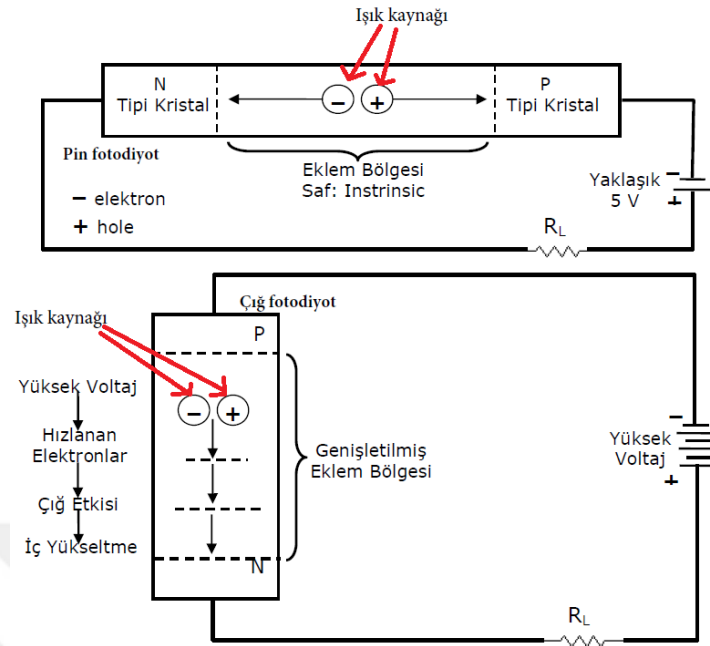 Işık kaynağı
N
Tipi Kristal
− +
P
Tipi Kristal
Pin fotodiyot
− elektron
+ hole
Eklem Bölgesi
Saf: Instrinsic
Yaklaşık
5 V
−
+
RL
Çığ fotodiyot
Işık kaynağı
P
− +
Yüksek Voltaj
Hızlanan
Elektronlar
Çığ Etkisi
İç Yükseltme
Genişletilmiş
Eklem Bölgesi
N
−
Yüksek
Voltaj
+
RL